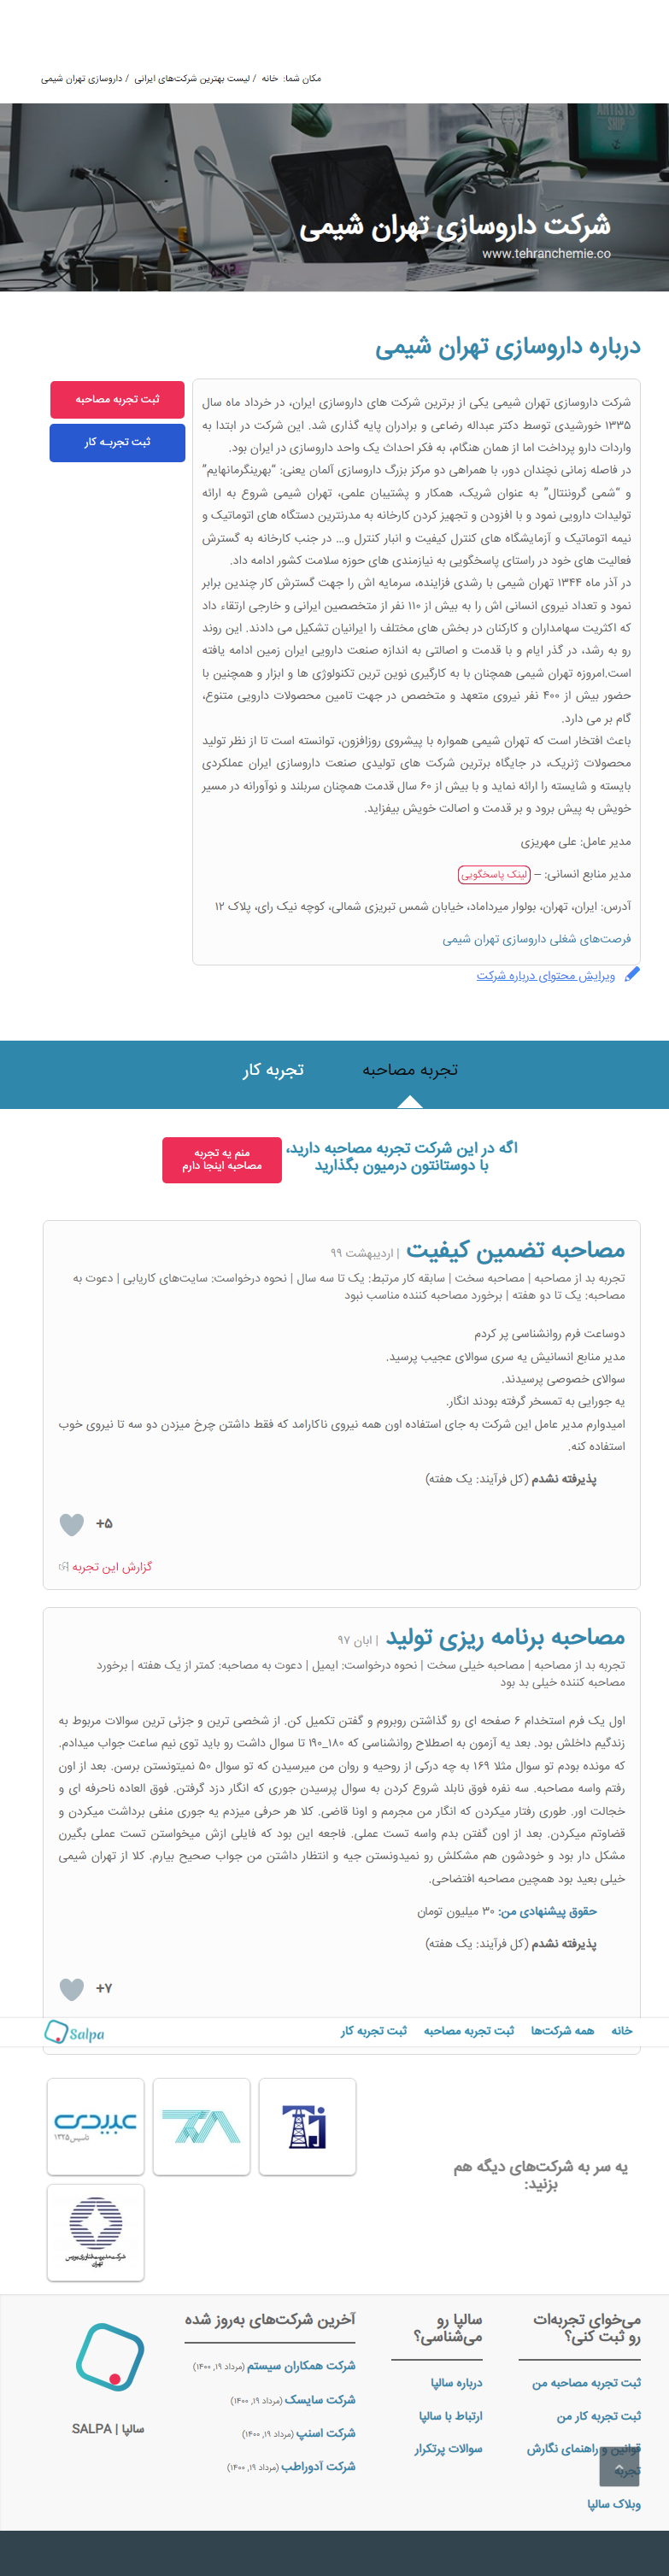 مکان شما: خانه / لیست بهترین شرکت‌های ایرانی / داروسازی تهران شیمی
ARTISTS
SKIP
شرکت داروسازی تهران شیمی
www.tehranchemie.co
درباره داروسازی تهران شیمی
ثبت تجربه مصاحبه
ثبت تجربـه کار
شرکت داروسازی تهران شیمی یکی از برترین شرکت های داروسازی ایران، در خرداد ماه سال
۱۳۳۵ خورشیدی توسط دکتر عبداله رضاعی و برادران پایه گذاری شد. این شرکت در ابتدا به
واردات دارو پرداخت اما از همان هنگام، به فکر احداث یک واحد داروسازی در ایران بود.
در فاصله زمانی نچندان دور، با همراهی دو مرکز بزرگ داروسازی آلمان یعنی: “بهرینگرمانهایم”
و “شمی گروننتال” به عنوان شریک، همکار و پشتیبان علمی، تهران شیمی شروع به ارائه
تولیدات دارویی نمود و با افزودن و تجهیز کردن کارخانه به مدرنترین دستگاه های اتوماتیک و
نیمه اتوماتیک و آزمایشگاه های کنترل کیفیت و انبار کنترل و… در جنب کارخانه به گسترش
فعالیت های خود در راستای پاسخگویی به نیازمندی های حوزه سلامت کشور ادامه داد.
در آذر ماه ۱۳۴۴ تهران شیمی با رشدی فزاینده، سرمایه اش را جهت گسترش کار چندین برابر
نمود و تعداد نیروی انسانی اش را به بیش از ۱۱۰ نفر از متخصصین ایرانی و خارجی ارتقاء داد
که اکثریت سهامداران و کارکنان در بخش های مختلف را ایرانیان تشکیل می دادند. این روند
رو به رشد، در گذر ایام و با قدمت و اصالتی به اندازه صنعت دارویی ایران زمین ادامه یافته
است.امروزه تهران شیمی همچنان با به کارگیری نوین ترین تکنولوژی ها و ابزار و همچنین با
حضور بیش از ۴۰۰ نفر نیروی متعهد و متخصص در جهت تامین محصولات دارویی متنوع،
گام بر می دارد.
باعث افتخار است که تهران شیمی همواره با پیشروی روزافزون، توانسته است تا از نظر تولید
محصولات ژنریک، در جایگاه برترین شرکت های تولیدی صنعت داروسازی ایران عملکردی
بایسته و شایسته را ارائه نماید و با بیش از ۶۰ سال قدمت همچنان سربلند و نوآورانه در مسیر
خویش به پیش برود و بر قدمت و اصالت خویش بیفزاید.
مدیر عامل: علی مهریزی
مدیر منابع انسانی: – لینک پاسخگویی
آدرس: ایران، تهران، بولوار میرداماد، خیابان شمس تبریزی شمالی، کوچه نیک رای، پلاک ۱۲
فرصت‌های شغلی داروسازی تهران شیمی
ویرایش محتوای درباره شرکت
تجربه مصاحبه
تجربه کار
اگه در این شرکت تجربه مصاحبه دارید،
با دوستانتون درمیون بگذارید
منم یه تجربه
مصاحبه اینجا دارم
مصاحبه تضمین کیفیت | اردیبهشت ۹۹
تجربه بد از مصاحبه | مصاحبه سخت | سابقه کار مرتبط: یک تا سه سال | نحوه درخواست: سایت‌های کاریابی | دعوت به
مصاحبه: یک تا دو هفته | برخورد مصاحبه کننده مناسب نبود
دوساعت فرم روانشناسی پر کردم
مدیر منابع انسانیش یه سری سوالای عجیب پرسید.
سوالای خصوصی پرسیدند.
یه جورایی به تمسخر گرفته بودند انگار.
امیدوارم مدیر عامل این شرکت به جای استفاده اون همه نیروی ناکارامد که فقط داشتن چرخ میزدن دو سه تا نیروی خوب
استفاده کنه.
پذیرفته نشدم (کل فرآیند: یک هفته)
+۵
گزارش این تجربه
مصاحبه برنامه ریزی تولید | ابان ۹۷
تجربه بد از مصاحبه | مصاحبه خیلی سخت | نحوه درخواست: ایمیل | دعوت به مصاحبه: کمتر از یک هفته | برخورد
مصاحبه کننده خیلی بد بود
اول یک فرم استخدام ۶ صفحه ای رو گذاشتن روبروم و گفتن تکمیل کن. از شخصی ترین و جزئی ترین سوالات مربوط به
زندگیم داخلش بود. بعد یه آزمون به اصطلاح روانشناسی که ۱۸۰_۱۹۰ تا سوال داشت رو باید توی نیم ساعت جواب میدادم.
که مونده بودم تو سوال مثلا ۱۶۹ به چه درکی از روحیه و روان من میرسیدن که تو سوال ۵۰ نمیتونستن برسن. بعد از اون
رفتم واسه مصاحبه. سه نفره فوق نابلد شروع کردن به سوال پرسیدن جوری که انگار دزد گرفتن. فوق العاده ناحرفه ای و
خجالت اور. طوری رفتار میکردن که انگار من مجرمم و اونا قاضی. کلا هر حرفی میزدم یه جوری منفی برداشت میکردن و
قضاوتم میکردن. بعد از اون گفتن بدم واسه تست عملی. فاجعه این بود که فایلی ازش میخواستن تست عملی بگیرن
مشکل دار بود و خودشون هم مشکلش رو نمیدونستن جیه و انتظار داشتن من جواب صحیح بیارم. کلا از تهران شیمی
خیلی بعید بود همچین مصاحبه افتضاحی.
حقوق پیشنهادی من: ۳۰ میلیون تومان
پذیرفته نشدم (کل فرآیند: یک هفته)
+۷
خانه
همه شرکت‌ها
ثبت تجربه مصاحبه
ثبت تجربه کار
Salpa
یه سر به شرکت‌های دیگه هم
بزنید:
عبیدی
تاسیس ۱۳۲۵
شرکت مدیریت فناوری بورس
تهران
می‌خوای تجربه‌ات
رو ثبت کنی؟
ثبت تجربه مصاحبه من
ثبت تجربه کار من
قوانین و راهنمای نگارش
تجربه
وبلاگ سالپا
سالپا رو
می‌شناسی؟
درباره سالپا
ارتباط با سالپا
سوالات پرتکرار
آخرین شرکت‌های به‌روز شده
شرکت همکاران سیستم (مرداد ۱۹, ۱۴۰۰)
شرکت سایسک (مرداد ۱۹, ۱۴۰۰)
شرکت اسنپ (مرداد ۱۹, ۱۴۰۰)
شرکت آدوراطب (مرداد ۱۹, ۱۴۰۰)
سالپا | SALPA